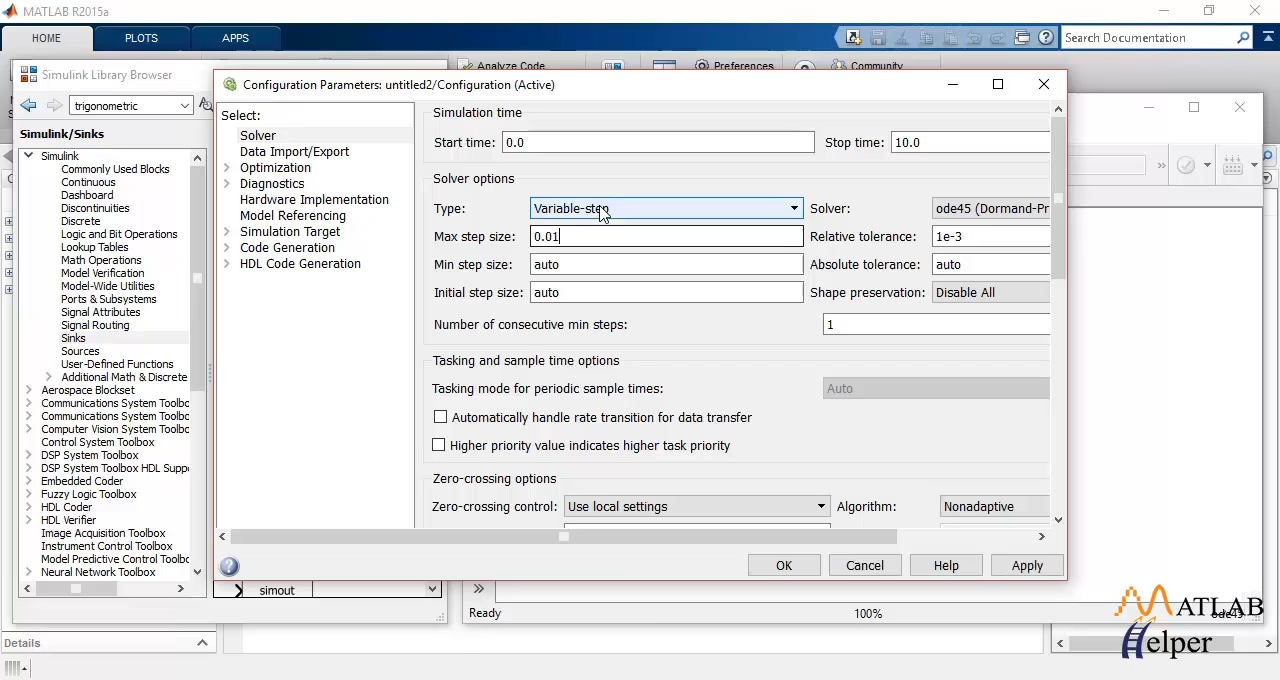 MATLAB R2015a
HOME
PLOTS
APPS
Search Documentation
Analyze Code
Preferences
Community
Simulink Library Browser
trigonometric
Simulink/Sinks
Simulink
Commonly Used Blocks
Continuous
Dashboard
Discontinuities
Discrete
Logic and Bit Operations
Lookup Tables
Math Operations
Model Verification
Model-Wide Utilities
Ports & Subsystems
Signal Attributes
Signal Routing
Sinks
Sources
User-Defined Functions
Additional Math & Discrete
Aerospace Blockset
Communications System Toolbo
Communications System Toolbo
Computer Vision System Toolbo
Control System Toolbox
DSP System Toolbox
DSP System Toolbox HDL Supp
Embedded Coder
Fuzzy Logic Toolbox
HDL Coder
HDL Verifier
Image Acquisition Toolbox
Instrument Control Toolbox
Model Predictive Control Toolbo
Neural Network Toolbox
Configuration Parameters: untitled2/Configuration (Active)
Select:
Solver
Data Import/Export
Optimization
Diagnostics
Hardware Implementation
Model Referencing
Simulation Target
Code Generation
HDL Code Generation
Simulation time
Start time: 0.0 Stop time: 10.0
Solver options
Type: Variable-step Solver: ode45 (Dormand-Pr
Max step size: 0.01 Relative tolerance: 1e-3
Min step size: auto Absolute tolerance: auto
Initial step size: auto Shape preservation: Disable All
Number of consecutive min steps: 1
Tasking and sample time options
Tasking mode for periodic sample times: Auto
Automatically handle rate transition for data transfer
Higher priority value indicates higher task priority
Zero-crossing options
Zero-crossing control: Use local settings Algorithm: Nonadaptive
OK Cancel Help Apply
simout
Ready 100% ode45
Details
MATLAB
Helper